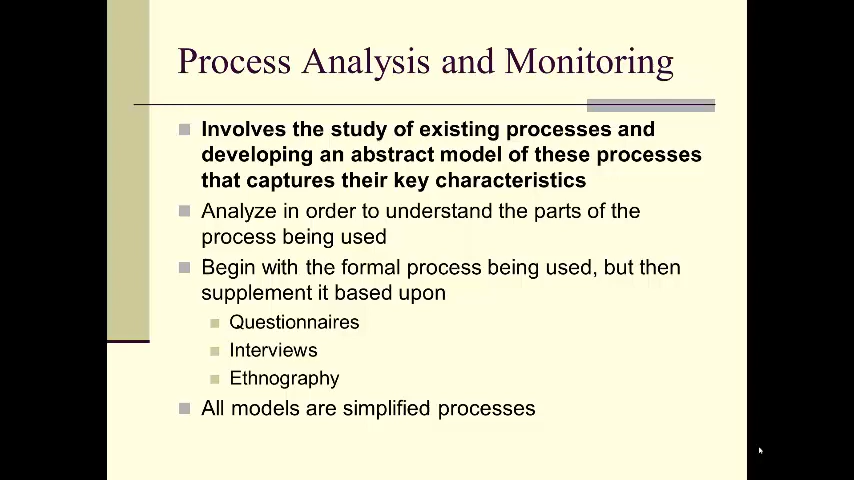 Process Analysis and Monitoring
Involves the study of existing processes and
developing an abstract model of these processes
that captures their key characteristics
Analyze in order to understand the parts of the
process being used
Begin with the formal process being used, but then
supplement it based upon
Questionnaires
Interviews
Ethnography
All models are simplified processes